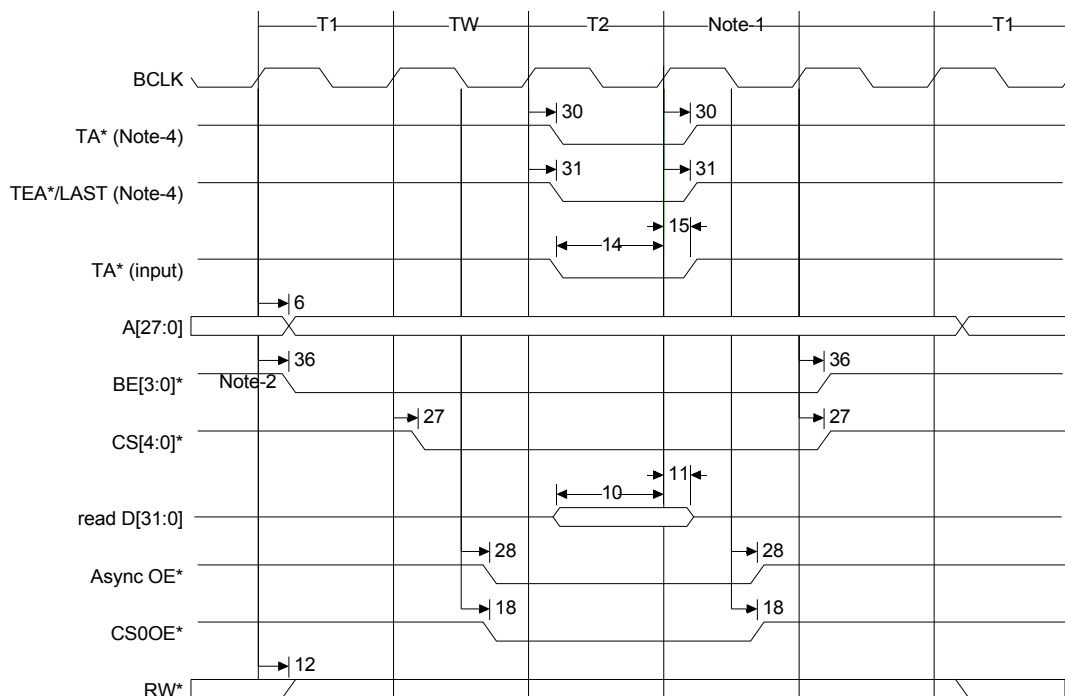 T1 TW T2 Note-1 T1
BCLK
30 30
TA* (Note-4)
31 31
TEA*/LAST (Note-4)
15
14
TA* (input)
6
A[27:0]
36 36
BE[3:0]* Note-2
27 27
CS[4:0]*
11
10
read D[31:0]
28 28
Async OE*
18 18
CS0OE*
12
RW*